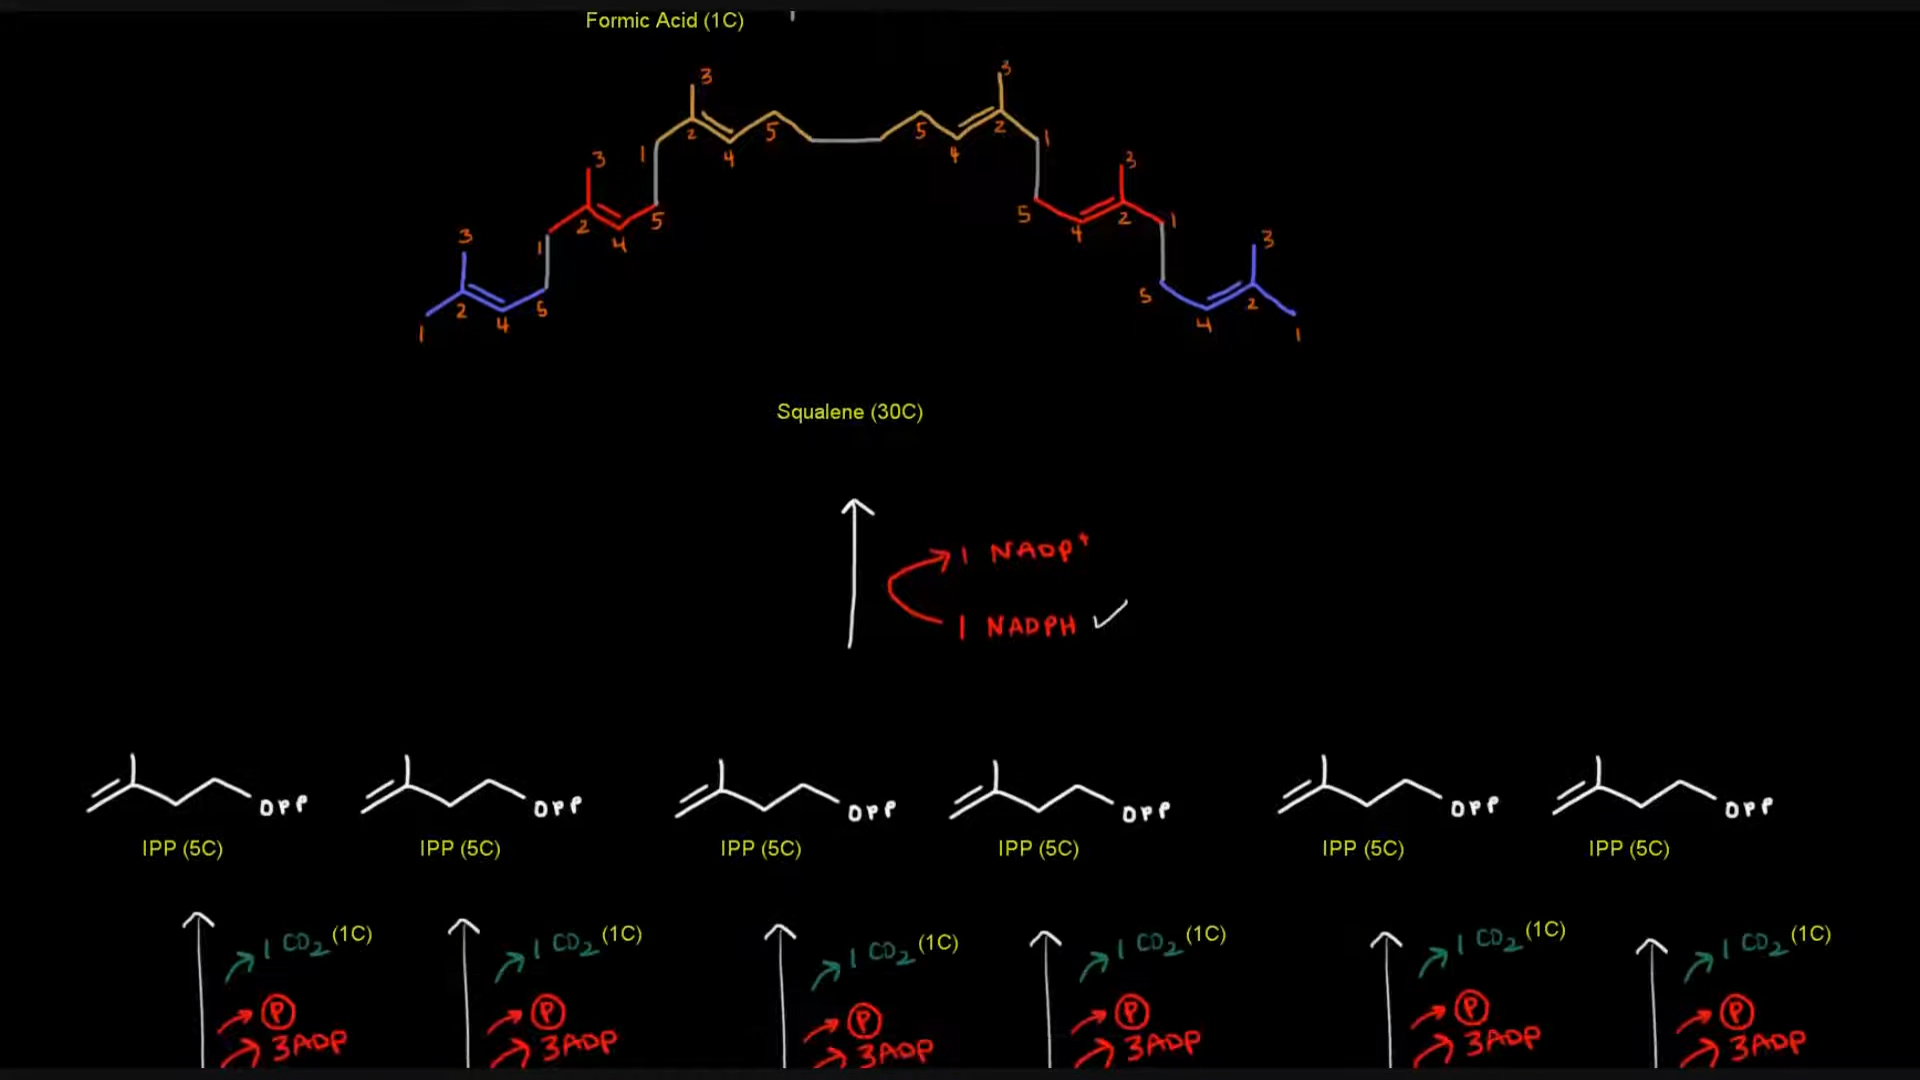 Formic Acid (1C)
3 3
2 4 5 5 4 2
1 3 1 3
2 4 5 5 4 2
1 3 1 3
2 4 5 5 4 2
1 1
Squalene (30C)
1 NADP+
1 NADPH ✓
OPP OPP OPP OPP OPP OPP
IPP (5C) IPP (5C) IPP (5C) IPP (5C) IPP (5C) IPP (5C)
1 CO2 (1C) 1 CO2 (1C) 1 CO2 (1C) 1 CO2 (1C) 1 CO2 (1C) 1 CO2 (1C)
P P P P P P
3ADP 3ADP 3ADP 3ADP 3ADP 3ADP